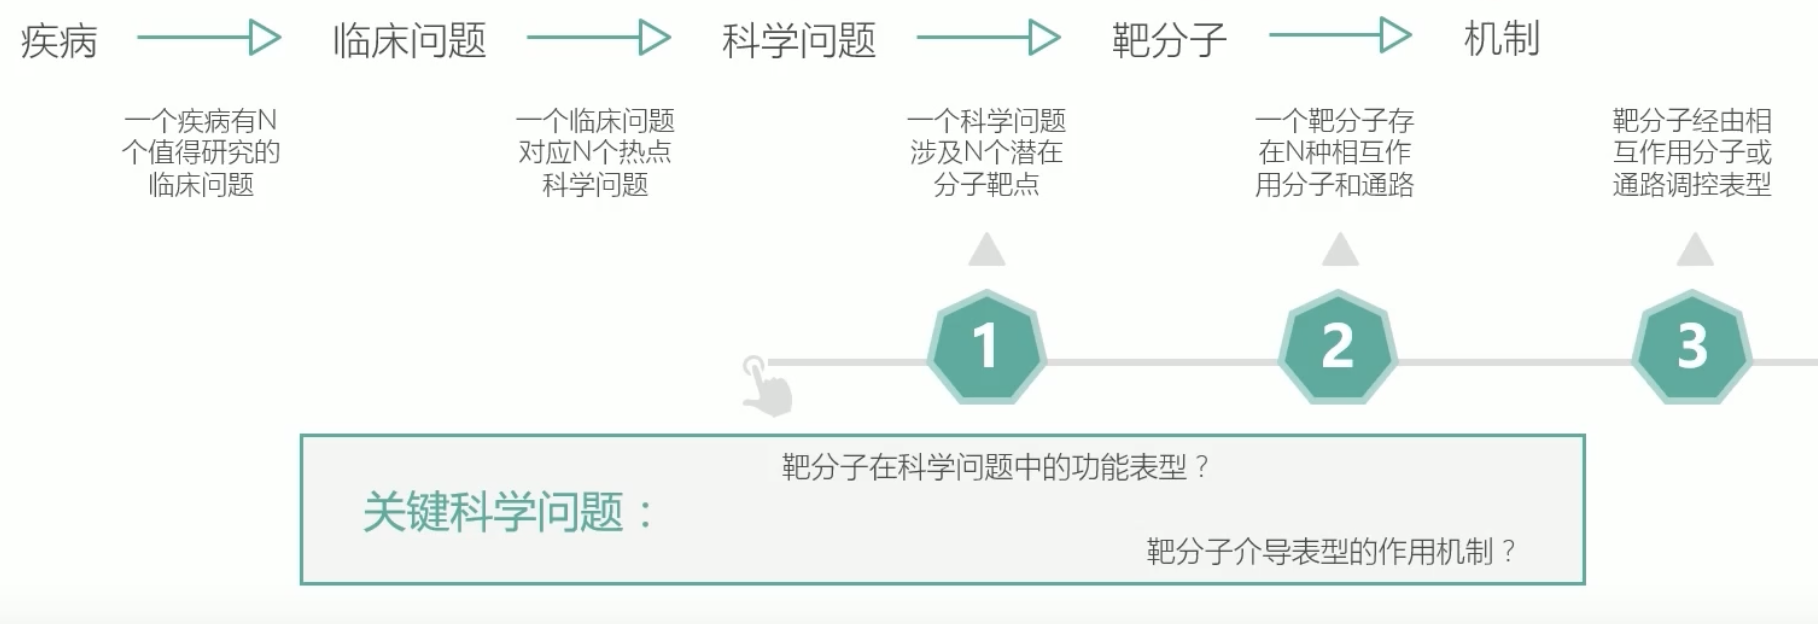 疾病 临床问题 科学问题 靶分子 机制
一个疾病有N
个值得研究的
临床问题
一个临床问题
对应N个热点
科学问题
一个科学问题
涉及N个潜在
分子靶点
一个靶分子存
在N种相互作
用分子和通路
靶分子经由相
互作用分子或
通路调控表型
1 2 3
关键科学问题：
靶分子在科学问题中的功能表型？
靶分子介导表型的作用机制？